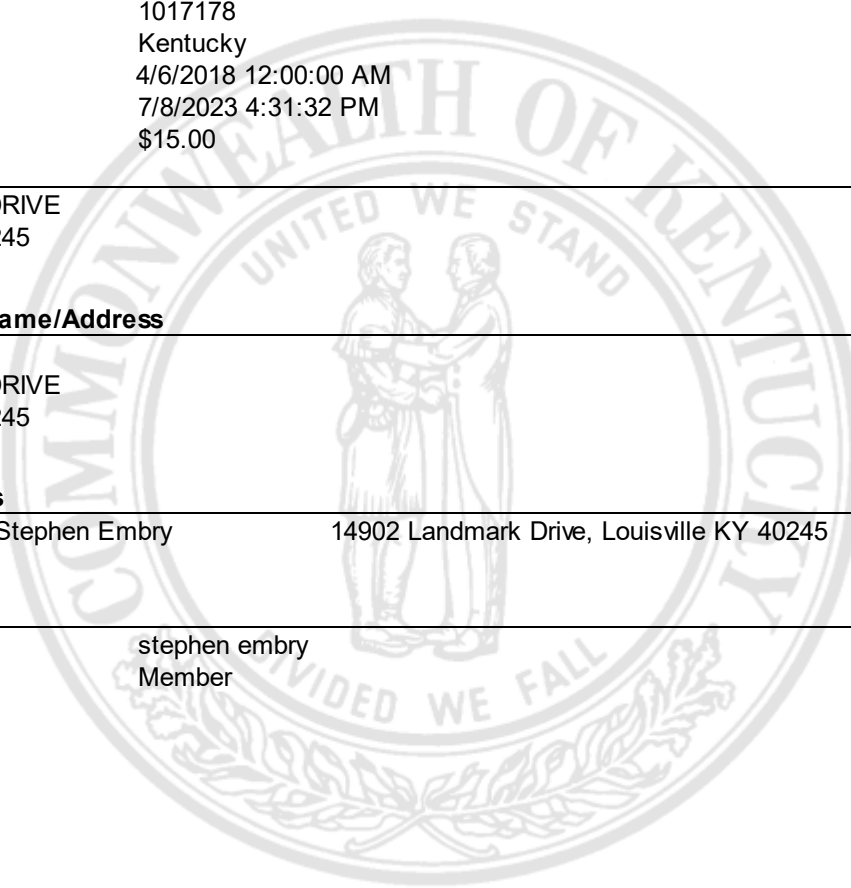 1017178
Kentucky
4/6/2018 12:00:00 AM
7/8/2023 4:31:32 PM
$15.00
RIVE
45
ame/Address
RIVE
45
s
Stephen Embry 14902 Landmark Drive, Louisville KY 40245
stephen embry
Member
COMMONWEALTH OF KENTUCKY
UNITED WE STAND
DIVIDED WE FALL